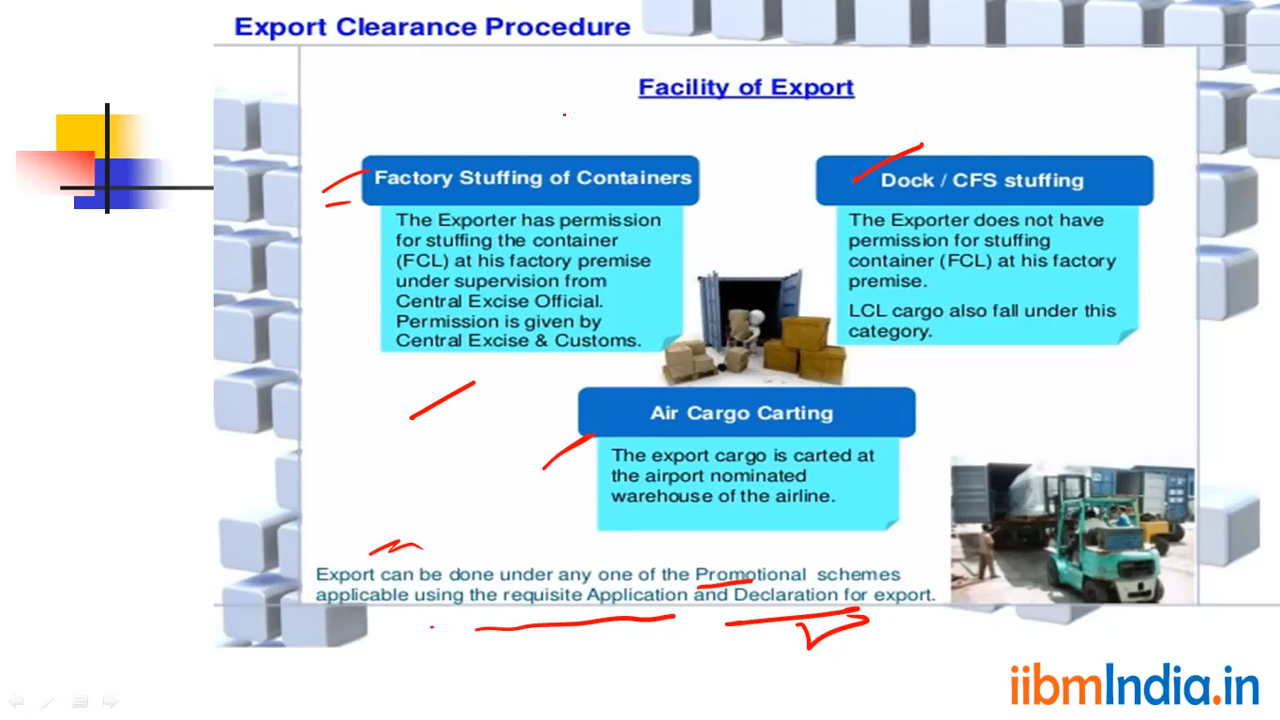 Export Clearance Procedure
Facility of Export
Factory Stuffing of Containers
The Exporter has permission
for stuffing the container
(FCL) at his factory premise
under supervision from
Central Excise Official.
Permission is given by
Central Excise & Customs.
Dock / CFS stuffing
The Exporter does not have
permission for stuffing
container (FCL) at his factory
premise.
LCL cargo also fall under this
category.
Air Cargo Carting
The export cargo is carted at
the airport nominated
warehouse of the airline.
Export can be done under any one of the Promotional schemes
applicable using the requisite Application and Declaration for export.
iibmIndia.in